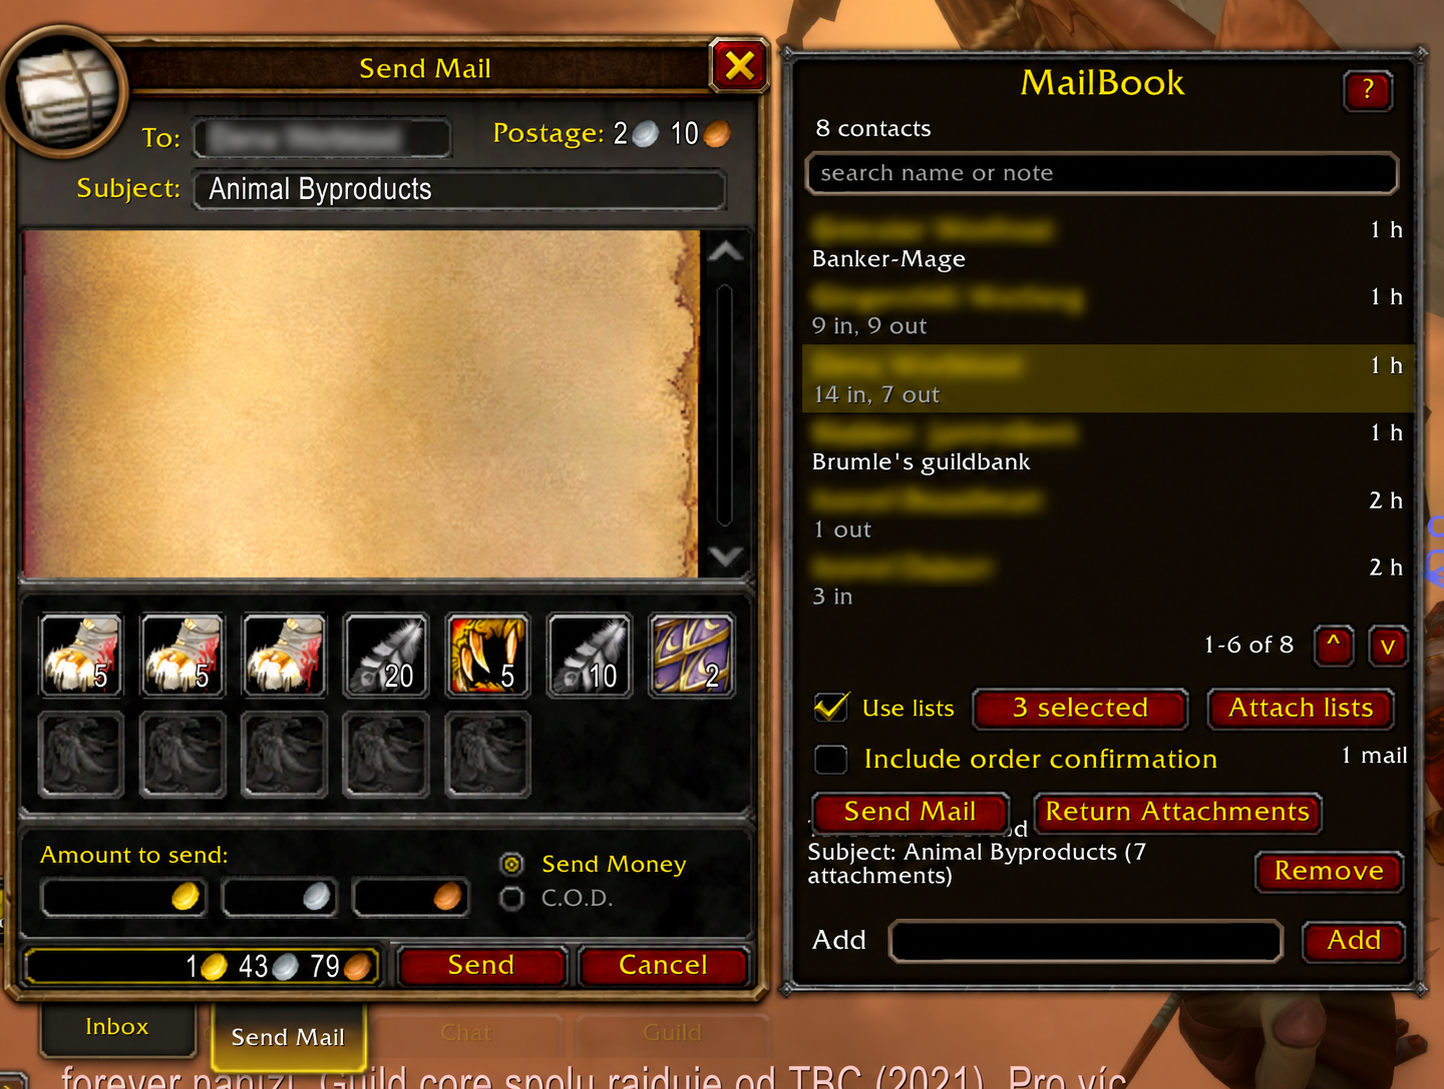 Send Mail
To:
Postage: 2 10
Subject: Animal Byproducts
5
5
20
5
10
2
Amount to send:
Send Money
C.O.D.
1 43 79
Send
Cancel
Inbox
Send Mail
Chat
Guild
MailBook
?
8 contacts
search name or note
1 h
Banker-Mage
1 h
9 in, 9 out
1 h
14 in, 7 out
1 h
Brumle's guildbank
2 h
1 out
2 h
3 in
1-6 of 8 ^ v
Use lists
3 selected
Attach lists
Include order confirmation
1 mail
Send Mail
Return Attachments
Subject: Animal Byproducts (7
attachments)
Remove
Add
Add
forever nabízí. Guild core spolu raiduje od TBC (2021). Pro víc